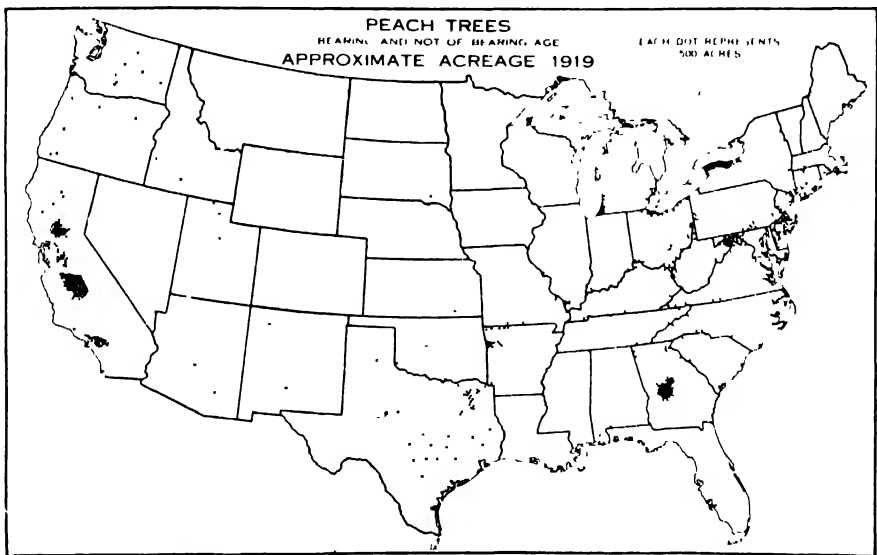 PEACH TREES
BEARING AND NOT OF BEARING AGE
APPROXIMATE ACREAGE 1919
EACH DOT REPRESENTS
500 ACRES